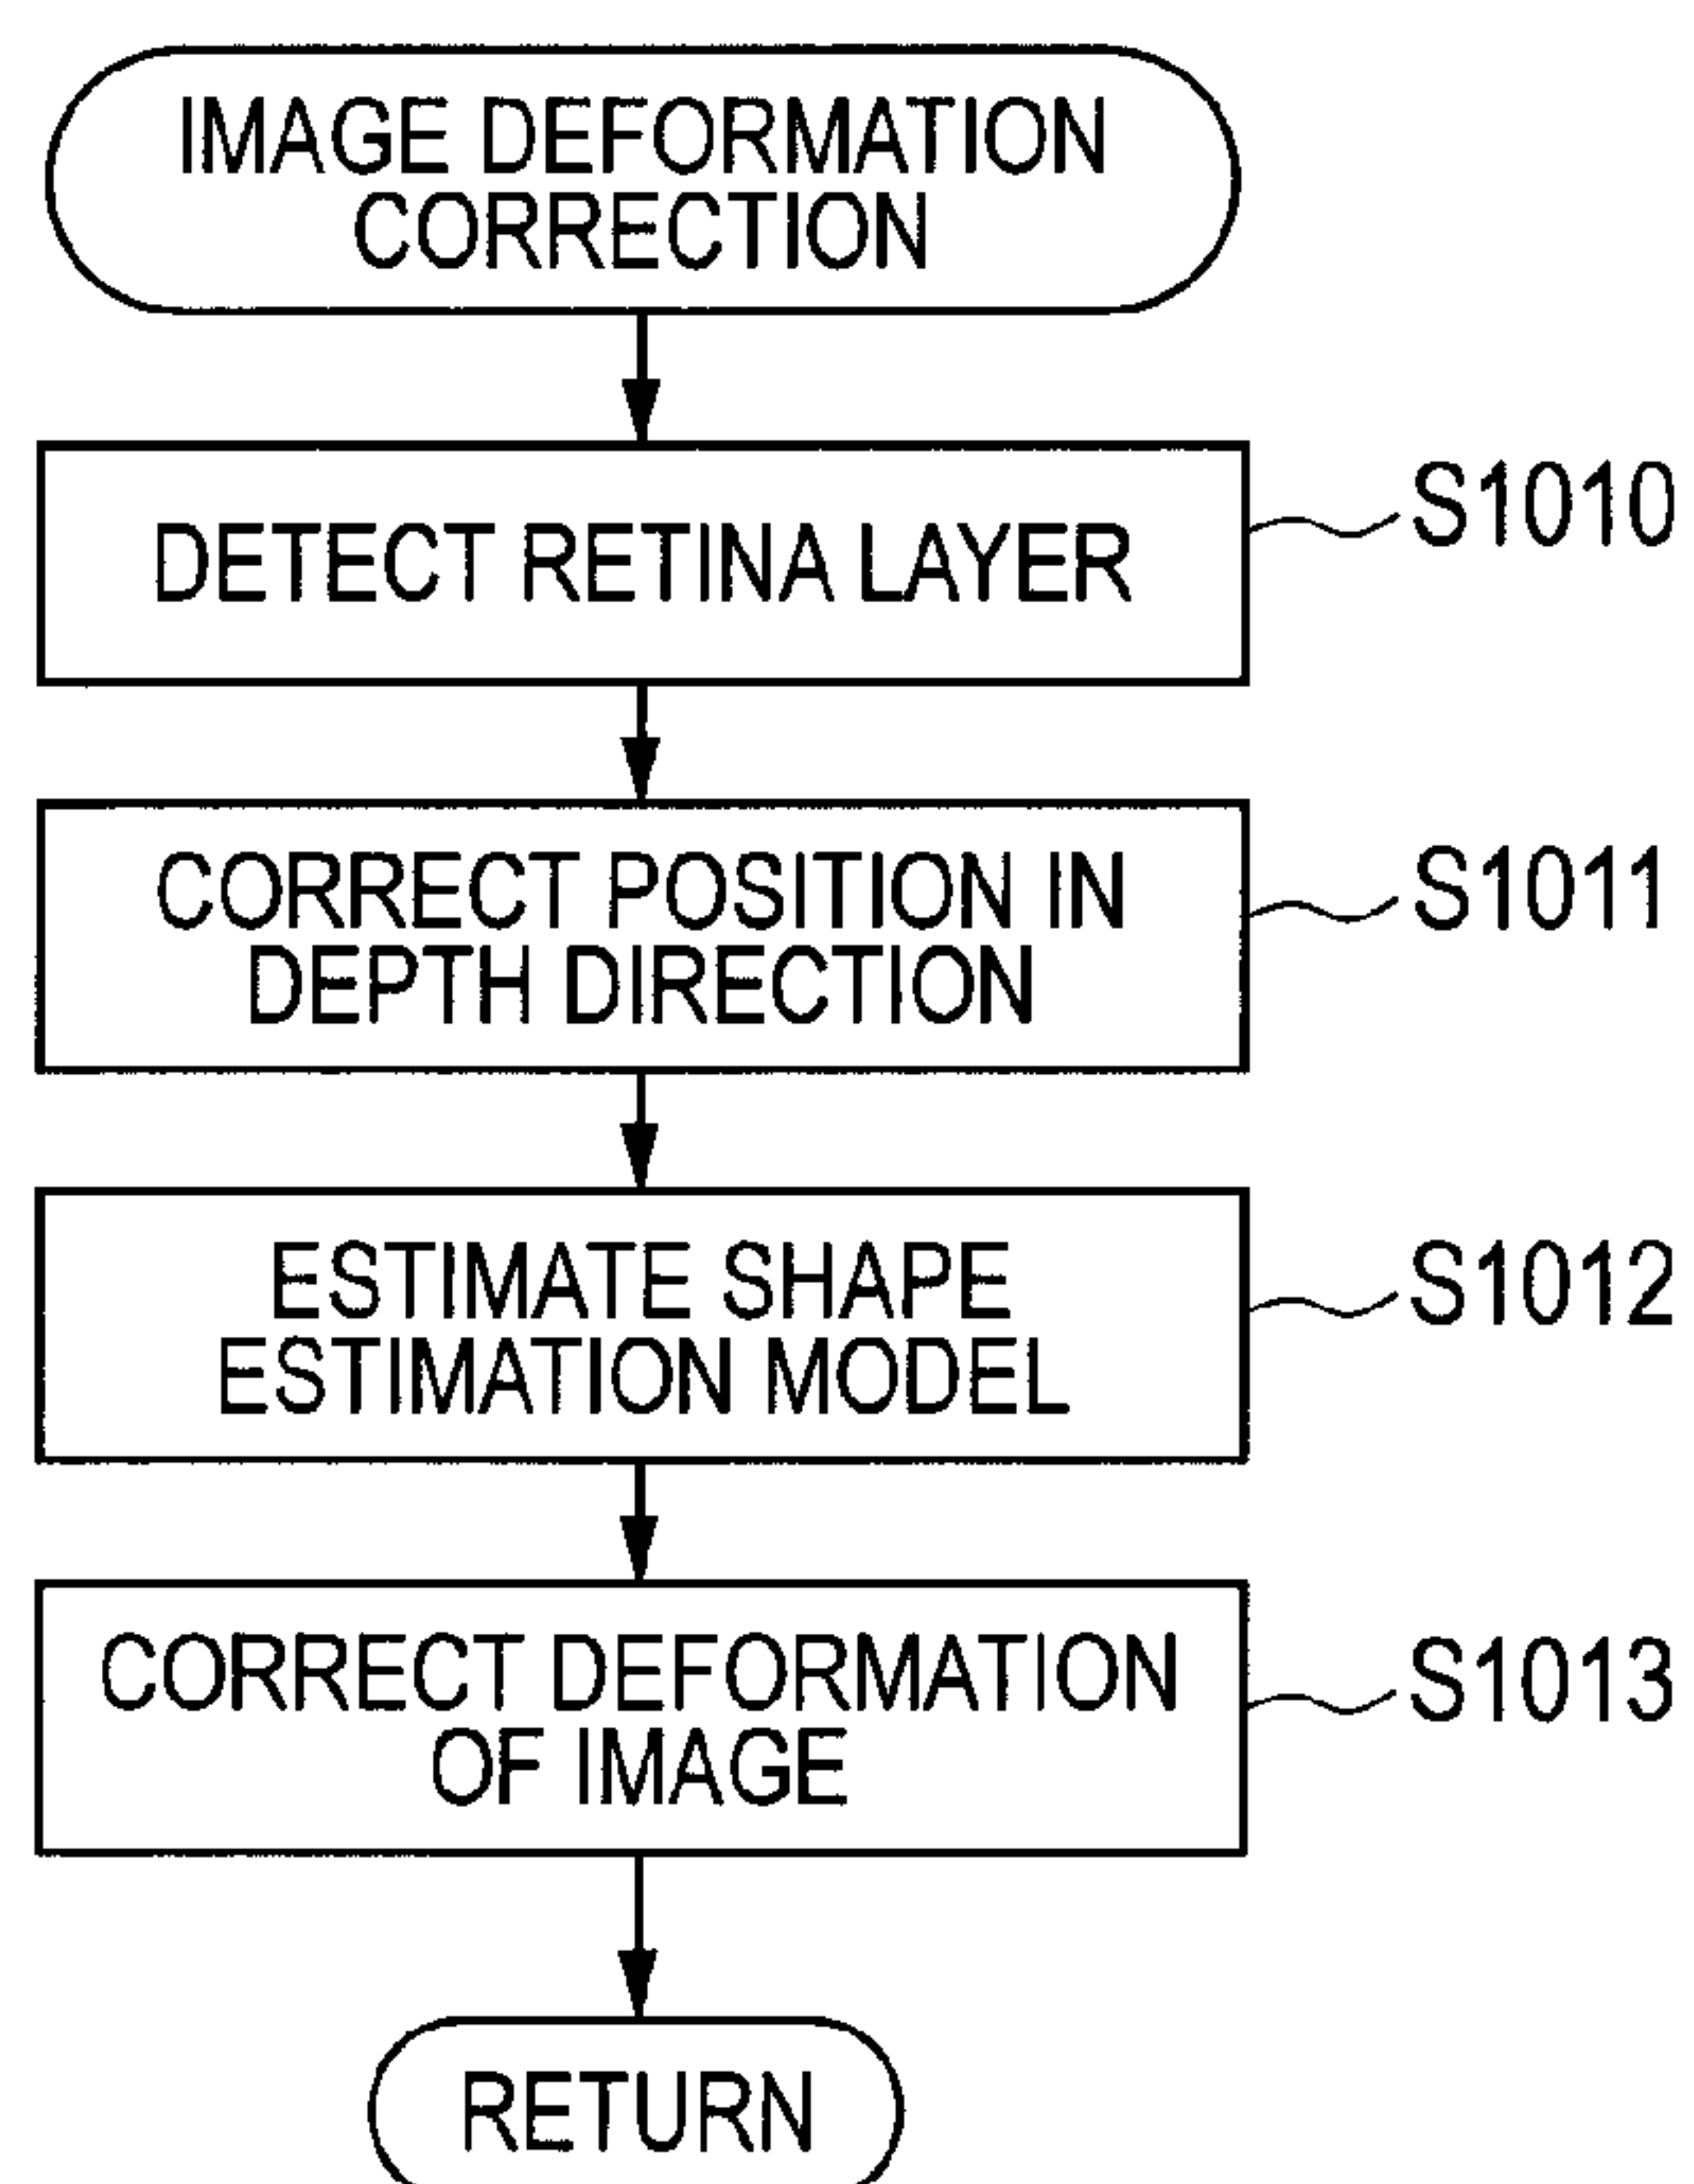 IMAGE DEFORMATION
CORRECTION
DETECT RETINA LAYER
S1010
CORRECT POSITION IN
DEPTH DIRECTION
S1011
ESTIMATE SHAPE
ESTIMATION MODEL
S1012
CORRECT DEFORMATION
OF IMAGE
S1013
RETURN